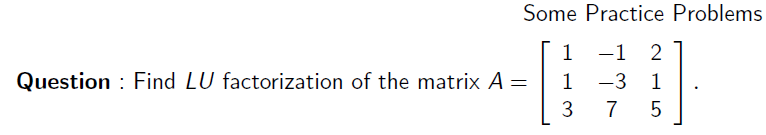 Some Practice Problems
Question : Find LU factorization of the matrix A = [ 1 −1 2
1 −3 1
3 7 5 ] .